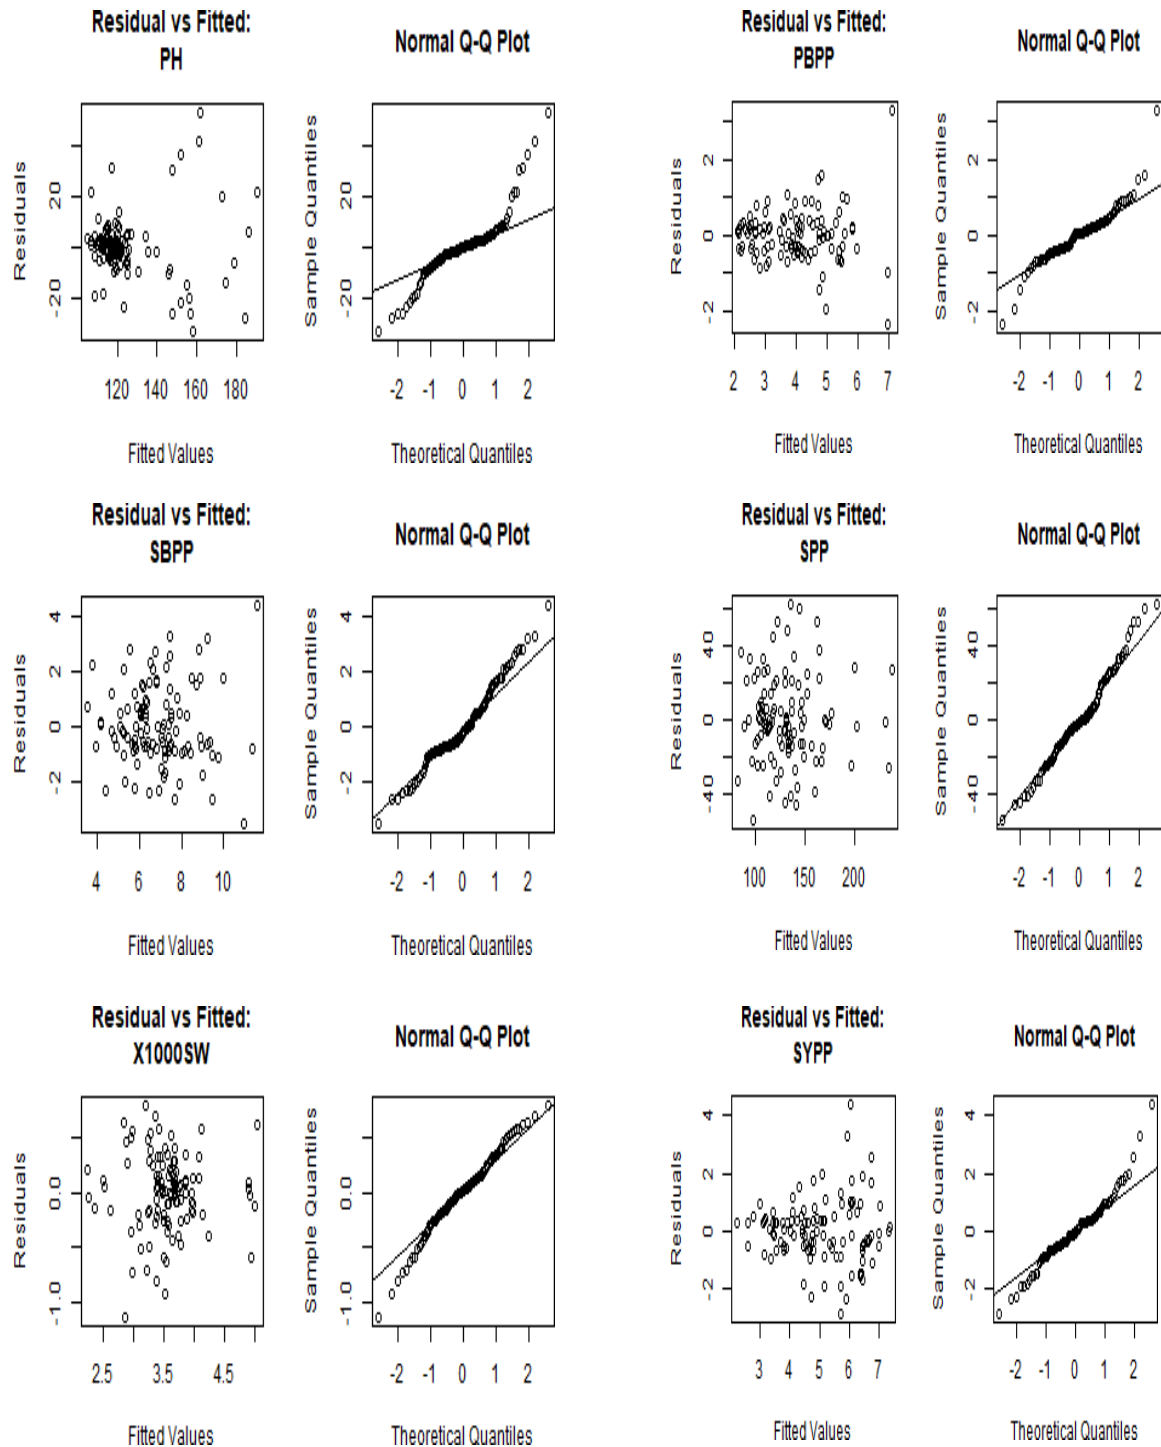 Residual vs Fitted:
PH
Normal Q-Q Plot
Residuals
20
-20
120 140 160 180
Fitted Values
Sample Quantiles
20
-20
-2 -1 0 1 2
Theoretical Quantiles
Residual vs Fitted:
PBPP
Normal Q-Q Plot
Residuals
2
0
-2
2 3 4 5 6 7
Fitted Values
Sample Quantiles
2
0
-2
-2 -1 0 1 2
Theoretical Quantiles
Residual vs Fitted:
SBPP
Normal Q-Q Plot
Residuals
4
2
0
-2
4 6 8 10
Fitted Values
Sample Quantiles
4
2
0
-2
-2 -1 0 1 2
Theoretical Quantiles
Residual vs Fitted:
SPP
Normal Q-Q Plot
Residuals
40
0
-40
100 150 200
Fitted Values
Sample Quantiles
40
0
-40
-2 -1 0 1 2
Theoretical Quantiles
Residual vs Fitted:
X1000SW
Normal Q-Q Plot
Residuals
0.0
-1.0
2.5 3.5 4.5
Fitted Values
Sample Quantiles
0.0
-1.0
-2 -1 0 1 2
Theoretical Quantiles
Residual vs Fitted:
SYPP
Normal Q-Q Plot
Residuals
4
2
0
-2
3 4 5 6 7
Fitted Values
Sample Quantiles
4
2
0
-2
-2 -1 0 1 2
Theoretical Quantiles